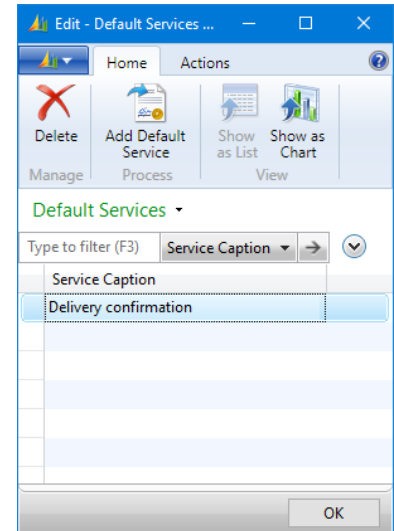 Edit - Default Services ...
Home Actions
Delete
Add Default Service
Show as List
Show as Chart
Manage Process View
Default Services
Type to filter (F3) Service Caption
Service Caption
Delivery confirmation
OK